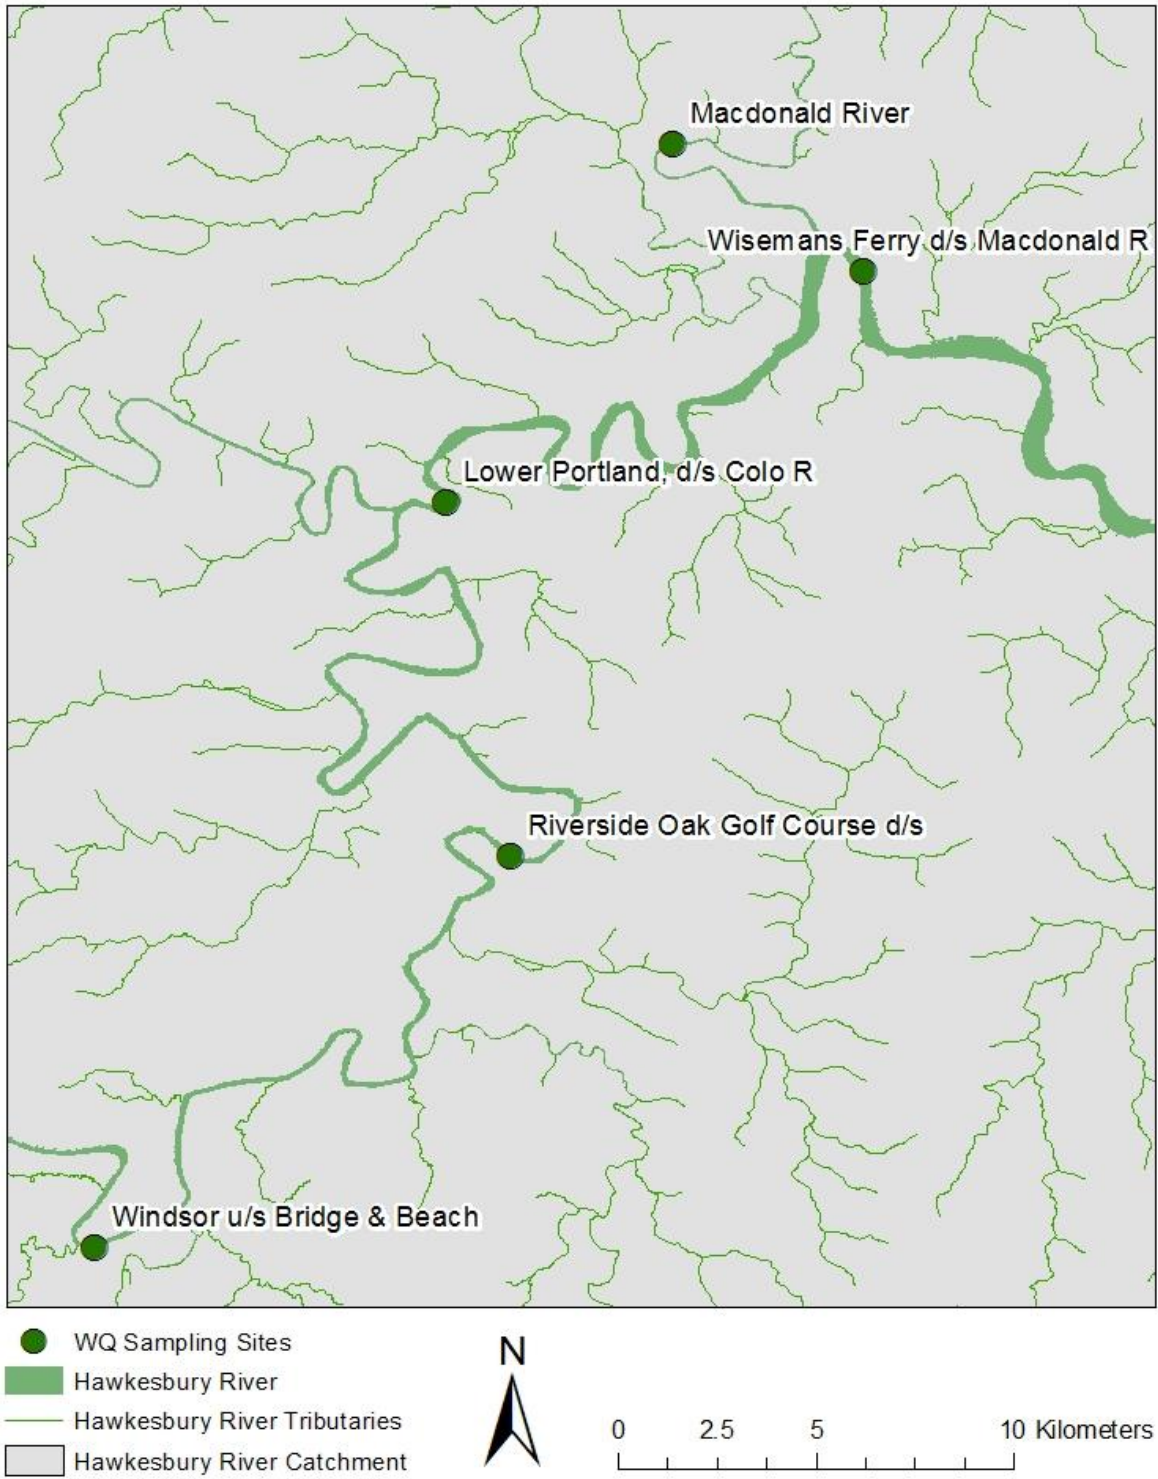 Macdonald River
Wisemans Ferry d/s Macdonald R
Lower Portland, d/s Colo R
Riverside Oak Golf Course d/s
Windsor u/s Bridge & Beach
WQ Sampling Sites
Hawkesbury River
Hawkesbury River Tributaries
Hawkesbury River Catchment
N
0 2.5 5 10 Kilometers